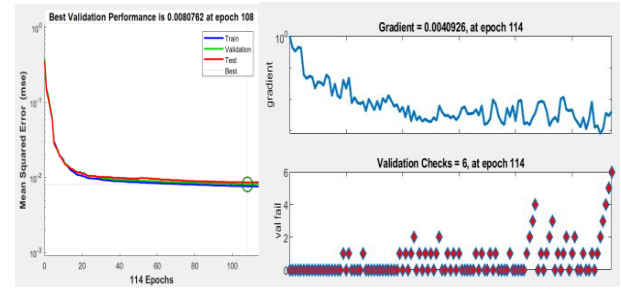 Best Validation Performance is 0.0080762 at epoch 108
Train
Validation
Test
Best
Mean Squared Error (mse)
10^0
10^-1
10^-2
10^-3
0 20 40 60 80 100
114 Epochs
Gradient = 0.0040926, at epoch 114
gradient
10^0
Validation Checks = 6, at epoch 114
val fail
6
4
2
0